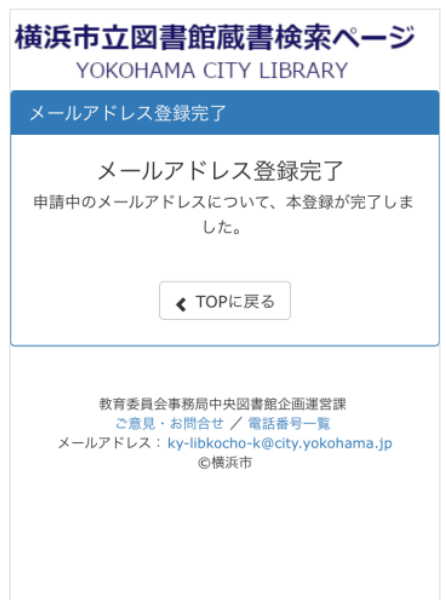 横浜市立図書館蔵書検索ページ
YOKOHAMA CITY LIBRARY
メールアドレス登録完了
メールアドレス登録完了
申請中のメールアドレスについて、本登録が完了しま
した。
TOPに戻る
教育委員会事務局中央図書館企画運営課
ご意見・お問合せ ／ 電話番号一覧
メールアドレス：ky-libkocho-k@city.yokohama.jp
©横浜市